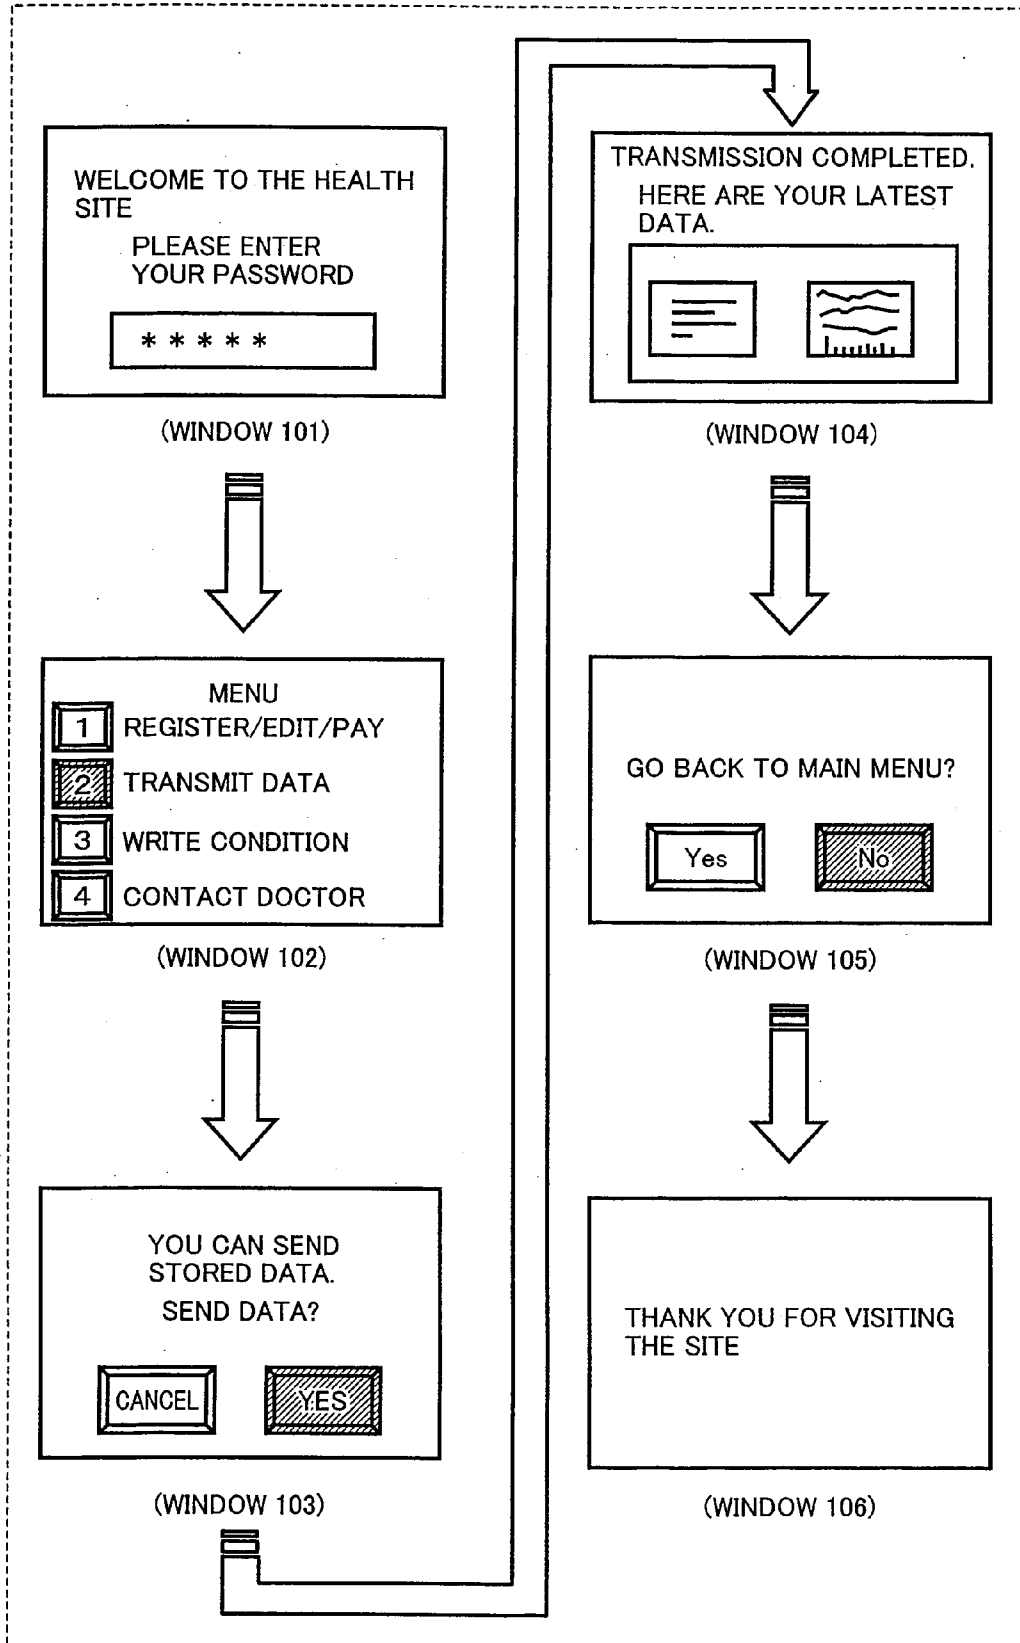 WELCOME TO THE HEALTH
SITE
PLEASE ENTER
YOUR PASSWORD
* * * * *
(WINDOW 101)
MENU
1 REGISTER/EDIT/PAY
2 TRANSMIT DATA
3 WRITE CONDITION
4 CONTACT DOCTOR
(WINDOW 102)
YOU CAN SEND
STORED DATA.
SEND DATA?
CANCEL YES
(WINDOW 103)
TRANSMISSION COMPLETED.
HERE ARE YOUR LATEST
DATA.
(WINDOW 104)
GO BACK TO MAIN MENU?
Yes No
(WINDOW 105)
THANK YOU FOR VISITING
THE SITE
(WINDOW 106)